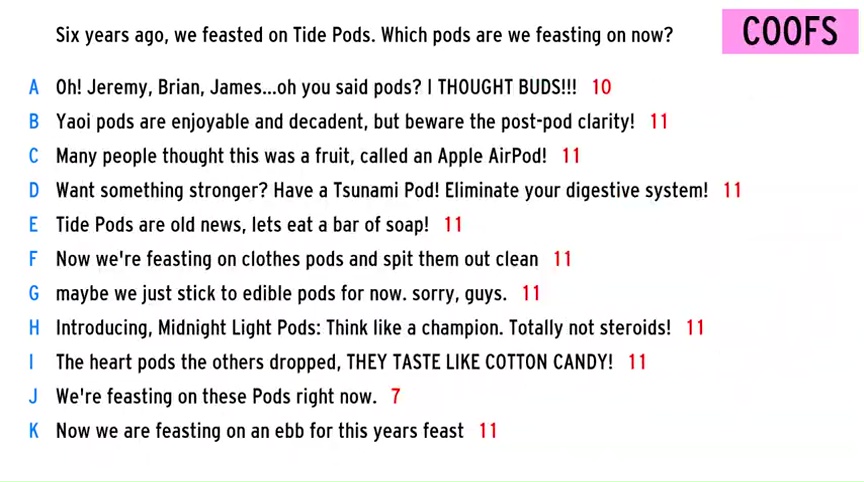 Six years ago, we feasted on Tide Pods. Which pods are we feasting on now?
COOFS
A Oh! Jeremy, Brian, James...oh you said pods? I THOUGHT BUDS!!! 10
B Yaoi pods are enjoyable and decadent, but beware the post-pod clarity! 11
C Many people thought this was a fruit, called an Apple AirPod! 11
D Want something stronger? Have a Tsunami Pod! Eliminate your digestive system! 11
E Tide Pods are old news, lets eat a bar of soap! 11
F Now we're feasting on clothes pods and spit them out clean 11
G maybe we just stick to edible pods for now. sorry, guys. 11
H Introducing, Midnight Light Pods: Think like a champion. Totally not steroids! 11
I The heart pods the others dropped, THEY TASTE LIKE COTTON CANDY! 11
J We're feasting on these Pods right now. 7
K Now we are feasting on an ebb for this years feast 11